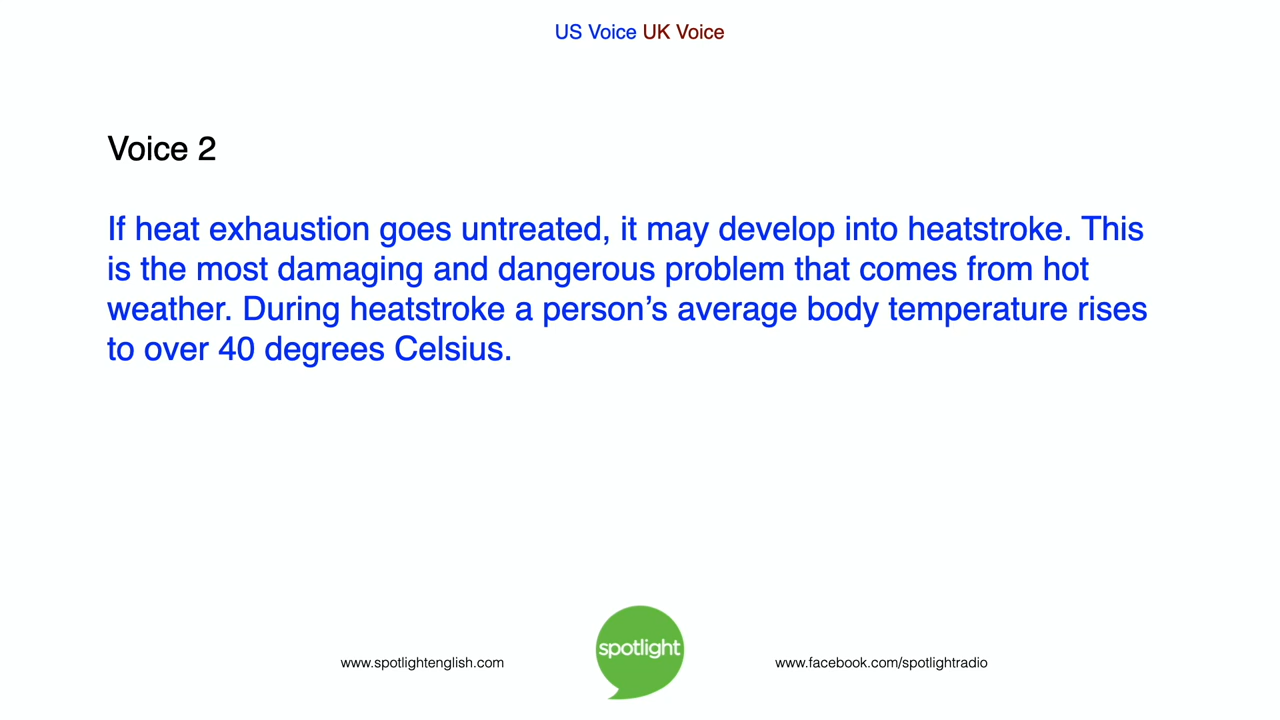 US Voice UK Voice
Voice 2
If heat exhaustion goes untreated, it may develop into heatstroke. This
is the most damaging and dangerous problem that comes from hot
weather. During heatstroke a person’s average body temperature rises
to over 40 degrees Celsius.
spotlight
www.spotlightenglish.com
www.facebook.com/spotlightradio